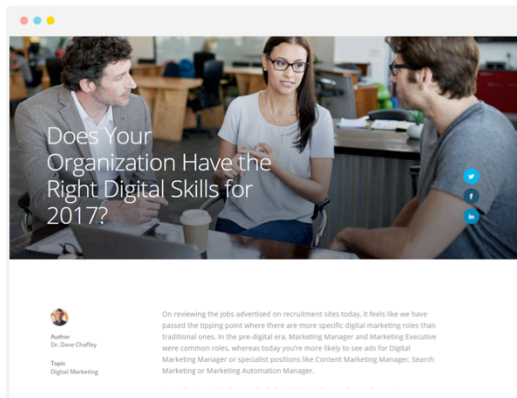 Does Your
Organization Have the
Right Digital Skills for
2017?
f
in
Author
Dr. Dave Chaffey
Topic
Digital Marketing
On reviewing the jobs advertised on recruitment sites today, it feels like we have
passed the tipping point where there are more specific digital marketing roles than
traditional ones. In the pre-digital era, Marketing Manager and Marketing Executive
were common roles, whereas today you're more likely to see ads for Digital
Marketing Manager or specialist positions like Content Marketing Manager, Search
Marketing or Marketing Automation Manager.